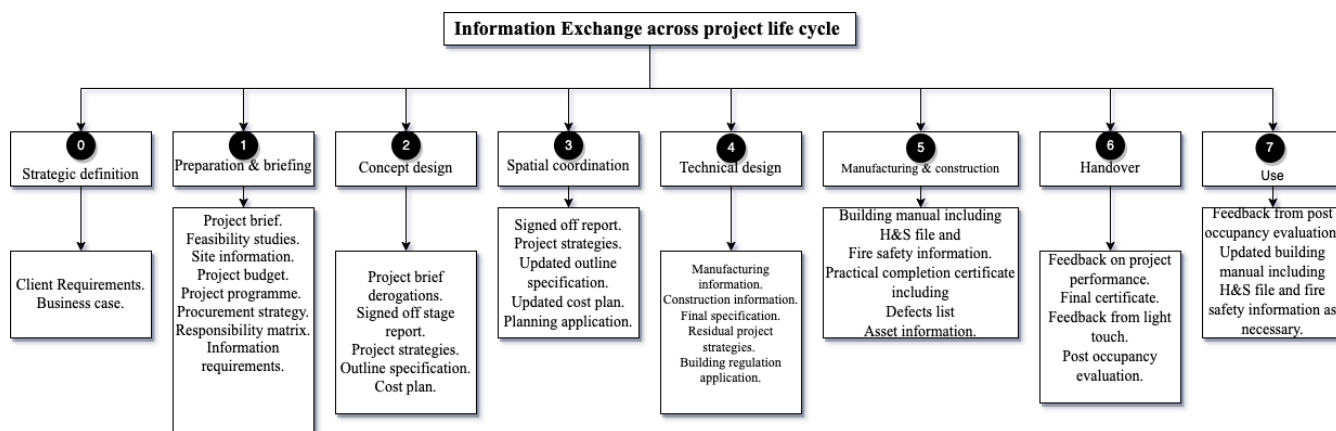 Information Exchange across project life cycle
0
Strategic definition
Client Requirements.
Business case.
1
Preparation & briefing
Project brief.
Feasibility studies.
Site information.
Project budget.
Project programme.
Procurement strategy.
Responsibility matrix.
Information
requirements.
2
Concept design
Project brief
derogations.
Signed off stage
report.
Project strategies.
Outline specification.
Cost plan.
3
Spatial coordination
Signed off report.
Project strategies.
Updated outline
specification.
Updated cost plan.
Planning application.
4
Technical design
Manufacturing
information.
Construction information.
Final specification.
Residual project
strategies.
Building regulation
application.
5
Manufacturing & construction
Building manual including
H&S file and
Fire safety information.
Practical completion certificate
including
Defects list
Asset information.
6
Handover
Feedback on project
performance.
Final certificate.
Feedback from light
touch.
Post occupancy
evaluation.
7
Use
Feedback from post
occupancy evaluation.
Updated building
manual including
H&S file and fire
safety information as
necessary.